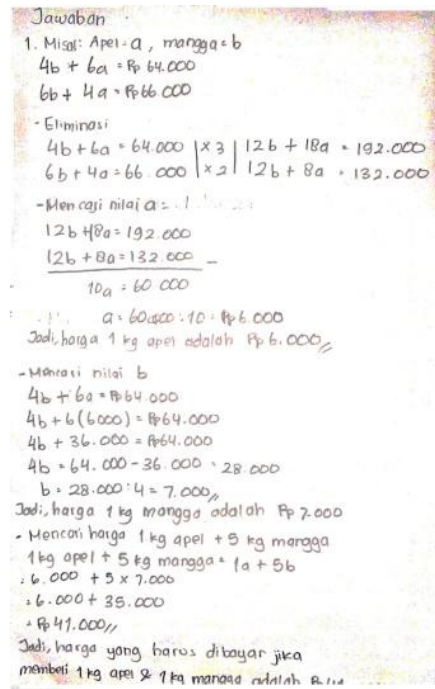 Jawaban
1. Misal: Apel = a, mangga = b
4b + 6a = Rp 64.000
6b + 4a = Rp 66 000
- Eliminasi
4b + 6a = 64.000 | x 3 | 12b + 18a = 192.000
6b + 4a = 66.000 | x 2 | 12b + 8a = 132.000
- Mencari nilai a =
12b + 18a = 192.000
12b + 8a = 132.000 -
10a = 60 000
a = 60.000 : 10 = Rp 6.000
Jadi, harga 1 kg apel adalah Rp 6.000,,
- Mencari nilai b
4b + 6a = Rp 64.000
4b + 6 (6000) = Rp 64.000
4b + 36.000 = Rp 64.000
4b = 64.000 - 36.000 = 28.000
b = 28.000 : 4 = 7.000,,
Jadi, harga 1 kg mangga adalah Rp 7.000
- Mencari harga 1 kg apel + 5 kg mangga
1 kg apel + 5 kg mangga = 1a + 5b
= 6.000 + 5 x 7.000
= 6.000 + 35.000
= Rp 41.000,,
Jadi, harga yang harus dibayar jika
membeli 1 kg apel & 1 kg mangga adalah